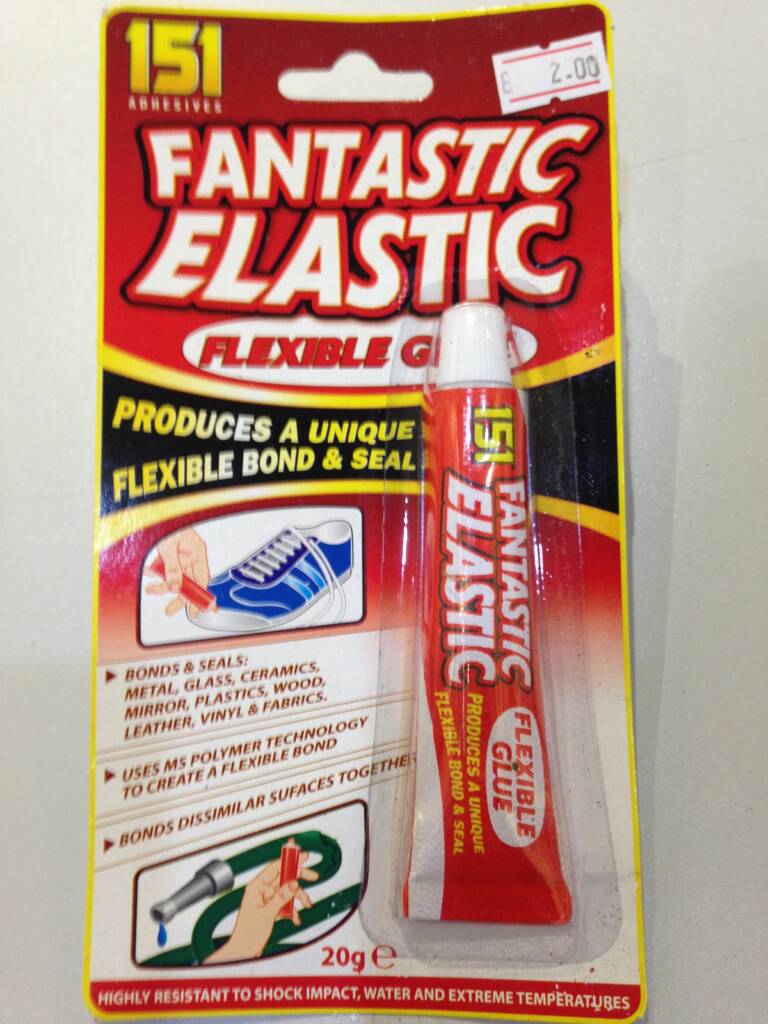 151
ADHESIVES
£ 2.00
FANTASTIC
ELASTIC
FLEXIBLE
PRODUCES A UNIQUE
FLEXIBLE BOND & SEAL
BONDS & SEALS:
METAL, GLASS, CERAMICS,
MIRROR, PLASTICS, WOOD,
LEATHER, VINYL & FABRICS.
USES MS POLYMER TECHNOLOGY
TO CREATE A FLEXIBLE BOND
BONDS DISSIMILAR SUFACES TOGETHER
151
FANTASTIC
ELASTIC
FLEXIBLE
GLUE
PRODUCES A UNIQUE
FLEXIBLE BOND & SEAL
20g ℮
HIGHLY RESISTANT TO SHOCK IMPACT, WATER AND EXTREME TEMPERATURES